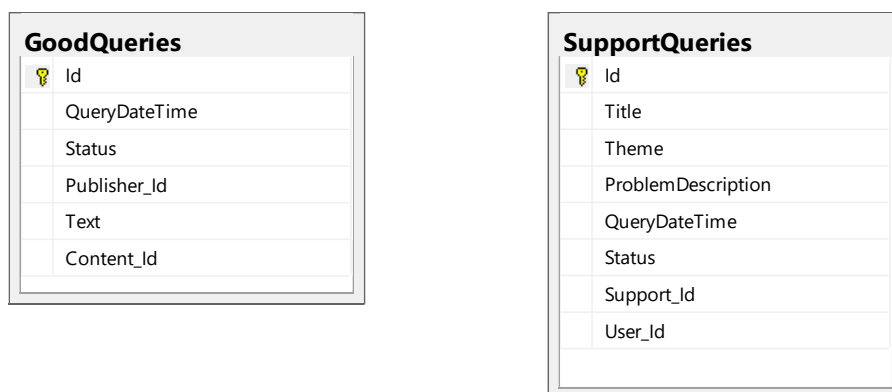 GoodQueries
Id
QueryDateTime
Status
Publisher_Id
Text
Content_Id
SupportQueries
Id
Title
Theme
ProblemDescription
QueryDateTime
Status
Support_Id
User_Id